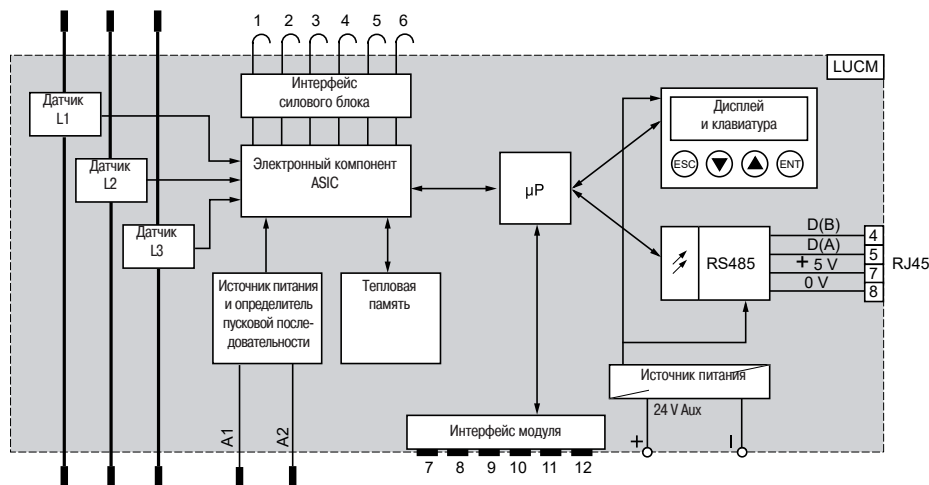 1 2 3 4 5 6
LUCM
Интерфейс
силового блока
Датчик
L1
Дисплей
и клавиатура
Электронный компонент
ASIC
ESC
ENT
Датчик
L2
µP
Датчик
L3
RS485
D(B)
4
D(A)
5
+ 5 V
7
0 V
8
RJ45
Источник питания
и определитель
пусковой после-
довательности
Тепловая
память
Источник питания
24 V Aux
A1
A2
Интерфейс модуля
+
–
7 8 9 10 11 12